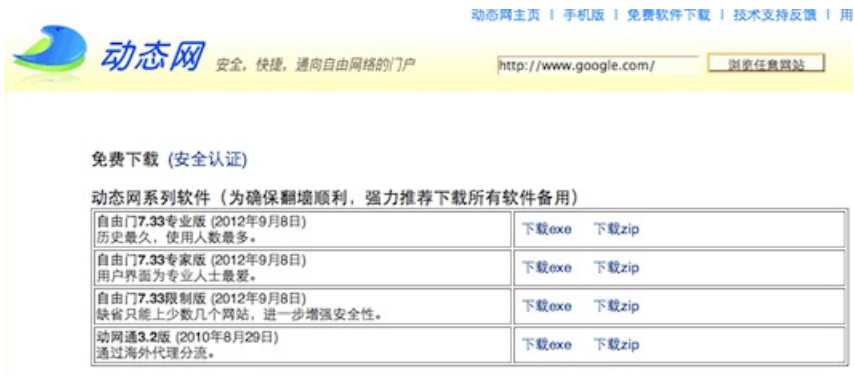 动态网主页 | 手机版 | 免费软件下载 | 技术支持反馈 | 用
动态网 安全，快捷，通向自由网络的门户 http://www.google.com/ 浏览任意网站
免费下载 (安全认证)
动态网系列软件（为确保翻墙顺利，强力推荐下载所有软件备用）
自由门7.33专业版 (2012年9月8日)
历史最久，使用人数最多。
下载exe 下载zip
自由门7.33专家版 (2012年9月8日)
用户界面为专业人士最爱。
下载exe 下载zip
自由门7.33限制版 (2012年9月8日)
缺省只能上少数几个网站，进一步增强安全性。
下载exe 下载zip
动网通3.2版 (2010年8月29日)
通过海外代理分流。
下载exe 下载zip